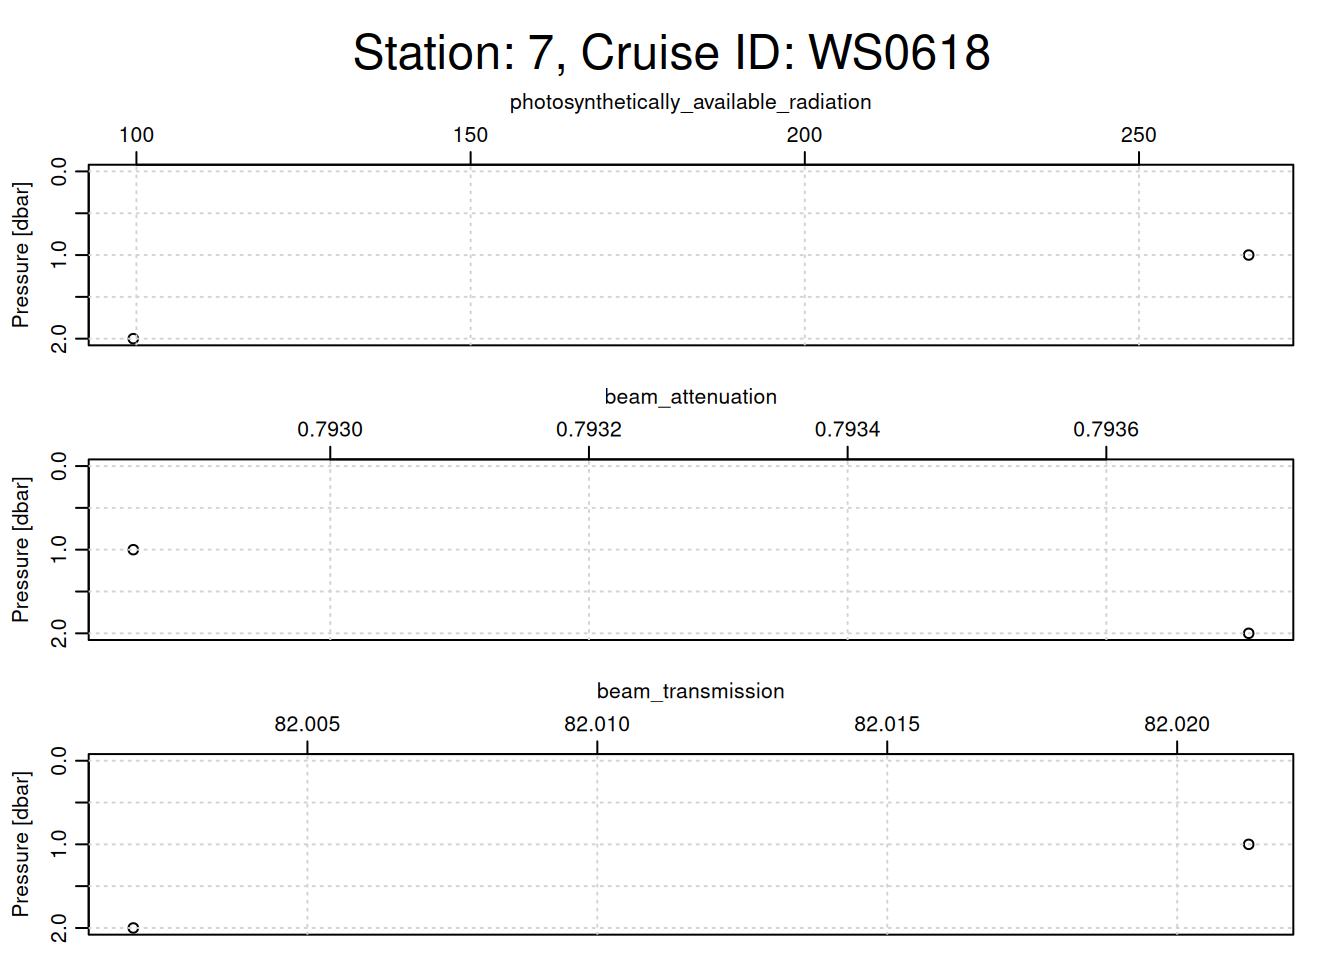 Station: 7, Cruise ID: WS0618
photosynthetically_available_radiation
100 150 200 250
Pressure [dbar]
0.0
1.0
2.0
beam_attenuation
0.7930 0.7932 0.7934 0.7936
Pressure [dbar]
0.0
1.0
2.0
beam_transmission
82.005 82.010 82.015 82.020
Pressure [dbar]
0.0
1.0
2.0